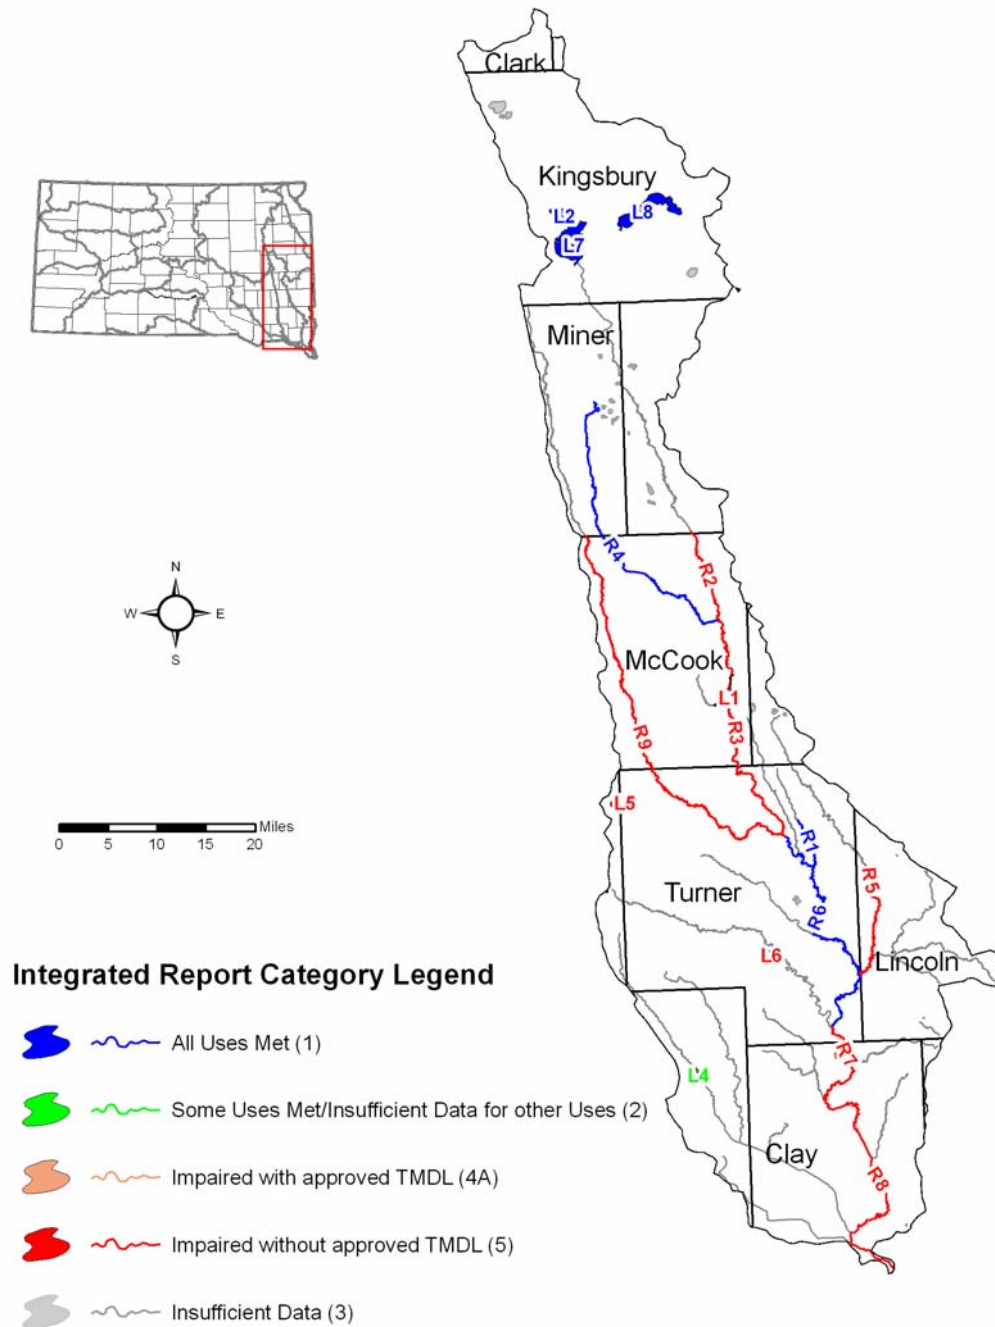 Clark
Kingsbury
L2
L8
L7
Miner
R4
R2
N
W E
S
McCook
L1
R3
R9
L5
Miles
0 5 10 15 20
R1
Turner
R5
R6
L6
Lincoln
Integrated Report Category Legend
All Uses Met (1)
R7
L4
Some Uses Met/Insufficient Data for other Uses (2)
Clay
Impaired with approved TMDL (4A)
R8
Impaired without approved TMDL (5)
Insufficient Data (3)